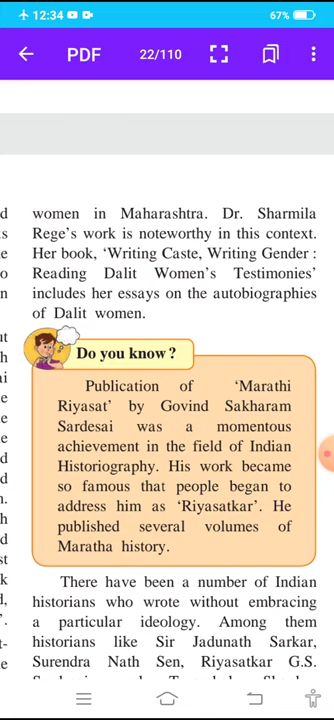 12:34
67%
PDF
22/110
women in Maharashtra. Dr. Sharmila
Rege's work is noteworthy in this context.
Her book, 'Writing Caste, Writing Gender :
Reading Dalit Women's Testimonies'
includes her essays on the autobiographies
of Dalit women.
Do you know ?
Publication of 'Marathi
Riyasat' by Govind Sakharam
Sardesai was a momentous
achievement in the field of Indian
Historiography. His work became
so famous that people began to
address him as 'Riyasatkar'. He
published several volumes of
Maratha history.
There have been a number of Indian
historians who wrote without embracing
a particular ideology. Among them
historians like Sir Jadunath Sarkar,
Surendra Nath Sen, Riyasatkar G.S.